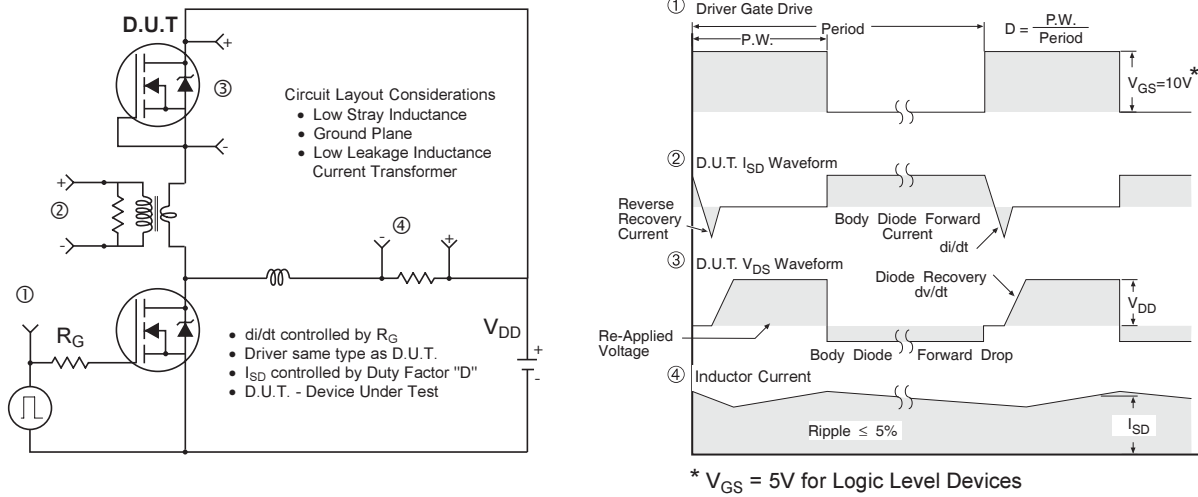 D.U.T
+
③
-
Circuit Layout Considerations
• Low Stray Inductance
• Ground Plane
• Low Leakage Inductance
Current Transformer
+
②
-
④
- +
①
R_G
V_DD
+
-
• di/dt controlled by R_G
• Driver same type as D.U.T.
• I_SD controlled by Duty Factor "D"
• D.U.T. - Device Under Test
① Driver Gate Drive
P.W.
Period
D = P.W.
Period
V_GS=10V*
② D.U.T. I_SD Waveform
Reverse
Recovery
Current
Body Diode Forward
Current
di/dt
③ D.U.T. V_DS Waveform
Diode Recovery
dv/dt
V_DD
Re-Applied
Voltage
Body Diode Forward Drop
④ Inductor Current
Ripple ≤ 5%
I_SD
* V_GS = 5V for Logic Level Devices